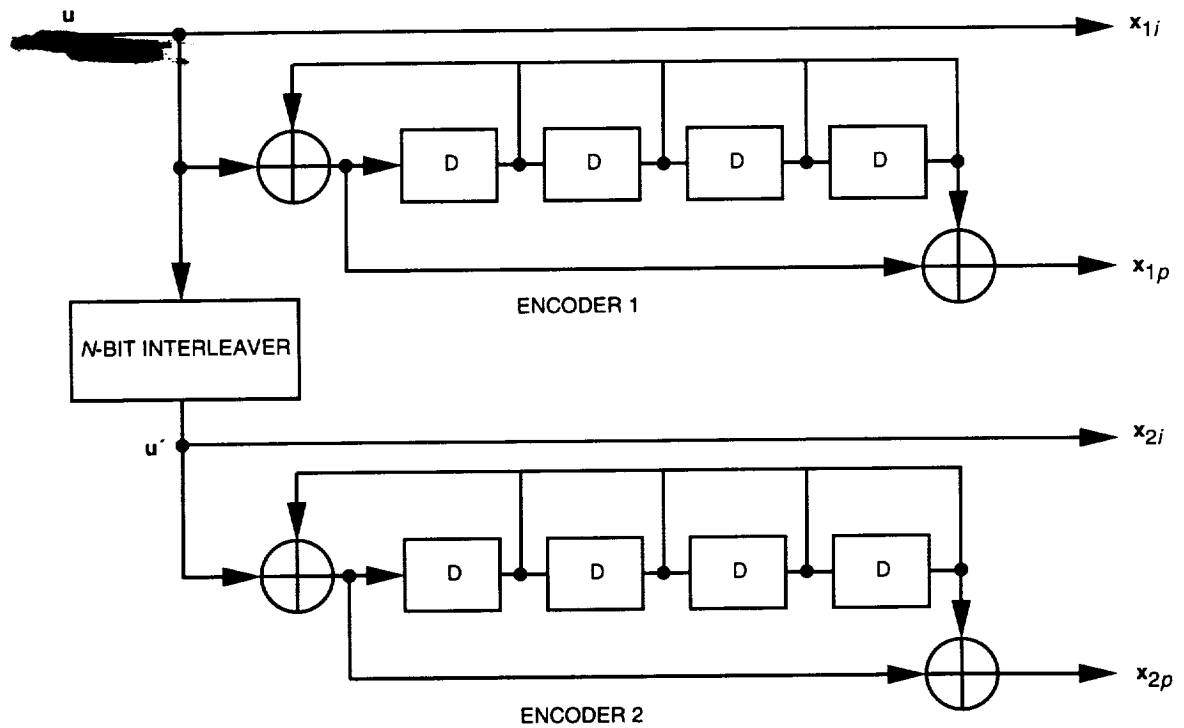 u
x1i
D D D D
x1p
ENCODER 1
N-BIT INTERLEAVER
u´
x2i
D D D D
x2p
ENCODER 2